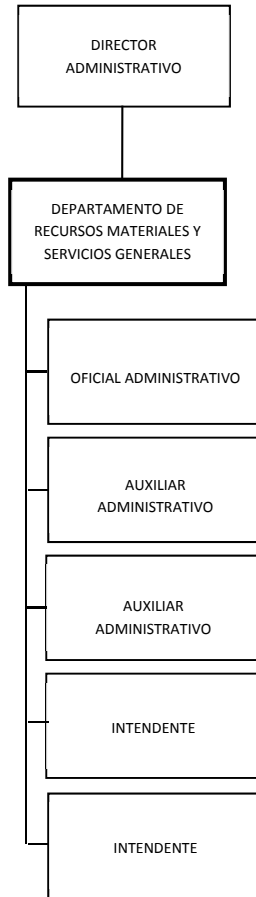 DIRECTOR
ADMINISTRATIVO
DEPARTAMENTO DE
RECURSOS MATERIALES Y
SERVICIOS GENERALES
OFICIAL ADMINISTRATIVO
AUXILIAR
ADMINISTRATIVO
AUXILIAR
ADMINISTRATIVO
INTENDENTE
INTENDENTE